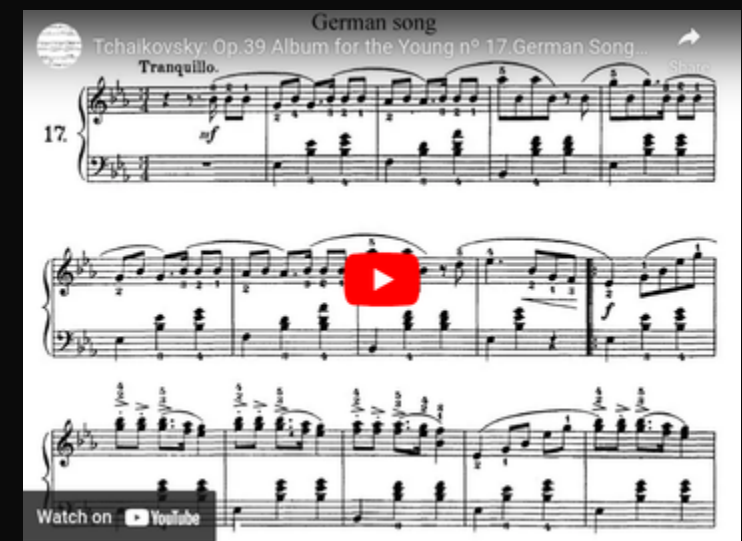 German song
Tchaikovsky: Op.39 Album for the Young nº 17.German Song...
Share
Tranquillo.
17.
mf
f
Watch on YouTube